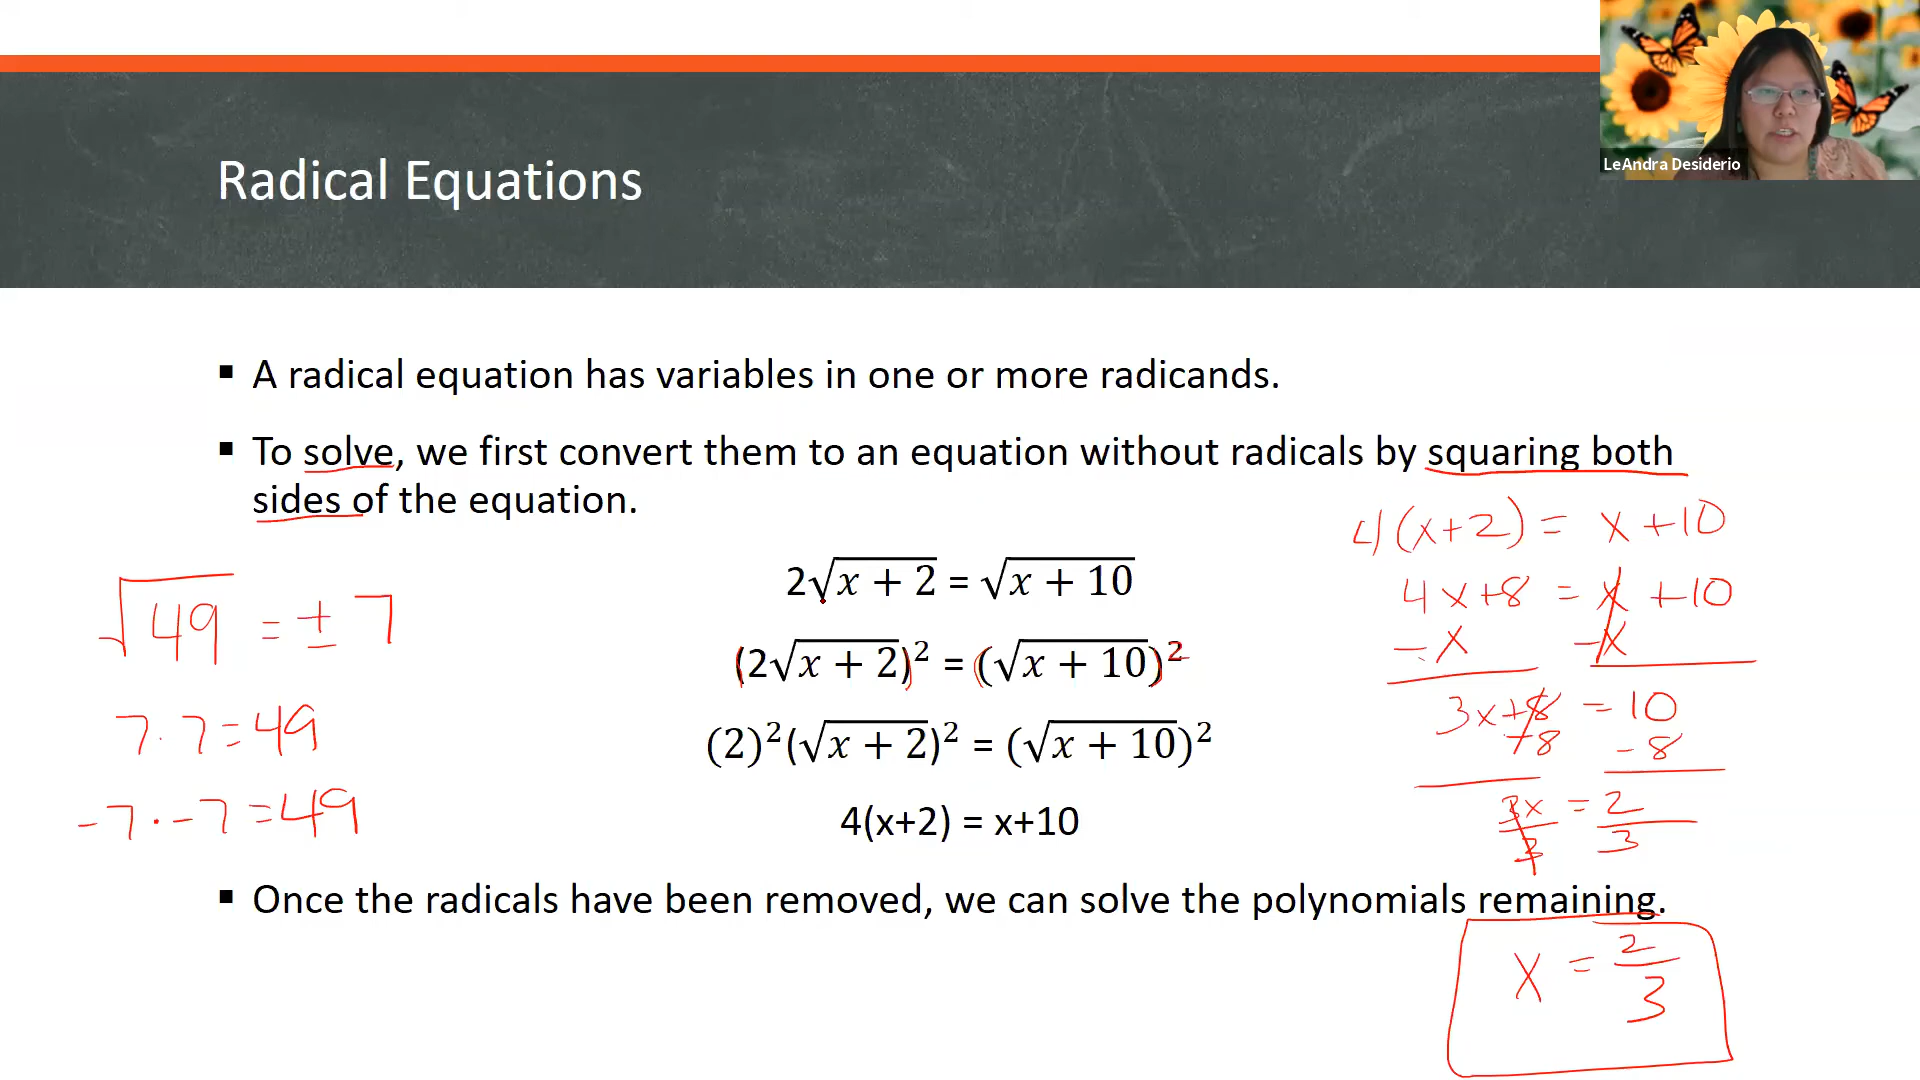 LeAndra Desiderio
Radical Equations
▪ A radical equation has variables in one or more radicands.
▪ To solve, we first convert them to an equation without radicals by squaring both
sides of the equation.
2√(x + 2) = √(x + 10)
(2√(x + 2))² = (√(x + 10))²
(2)²(√(x + 2))² = (√(x + 10))²
4(x+2) = x+10
▪ Once the radicals have been removed, we can solve the polynomials remaining.
√49 = ± 7
7 · 7 = 49
-7 · -7 = 49
4(x+2) = x+10
4x+8 = x+10
-x -x
3x+8 = 10
-8 -8
3x/3 = 2/3
x = 2/3